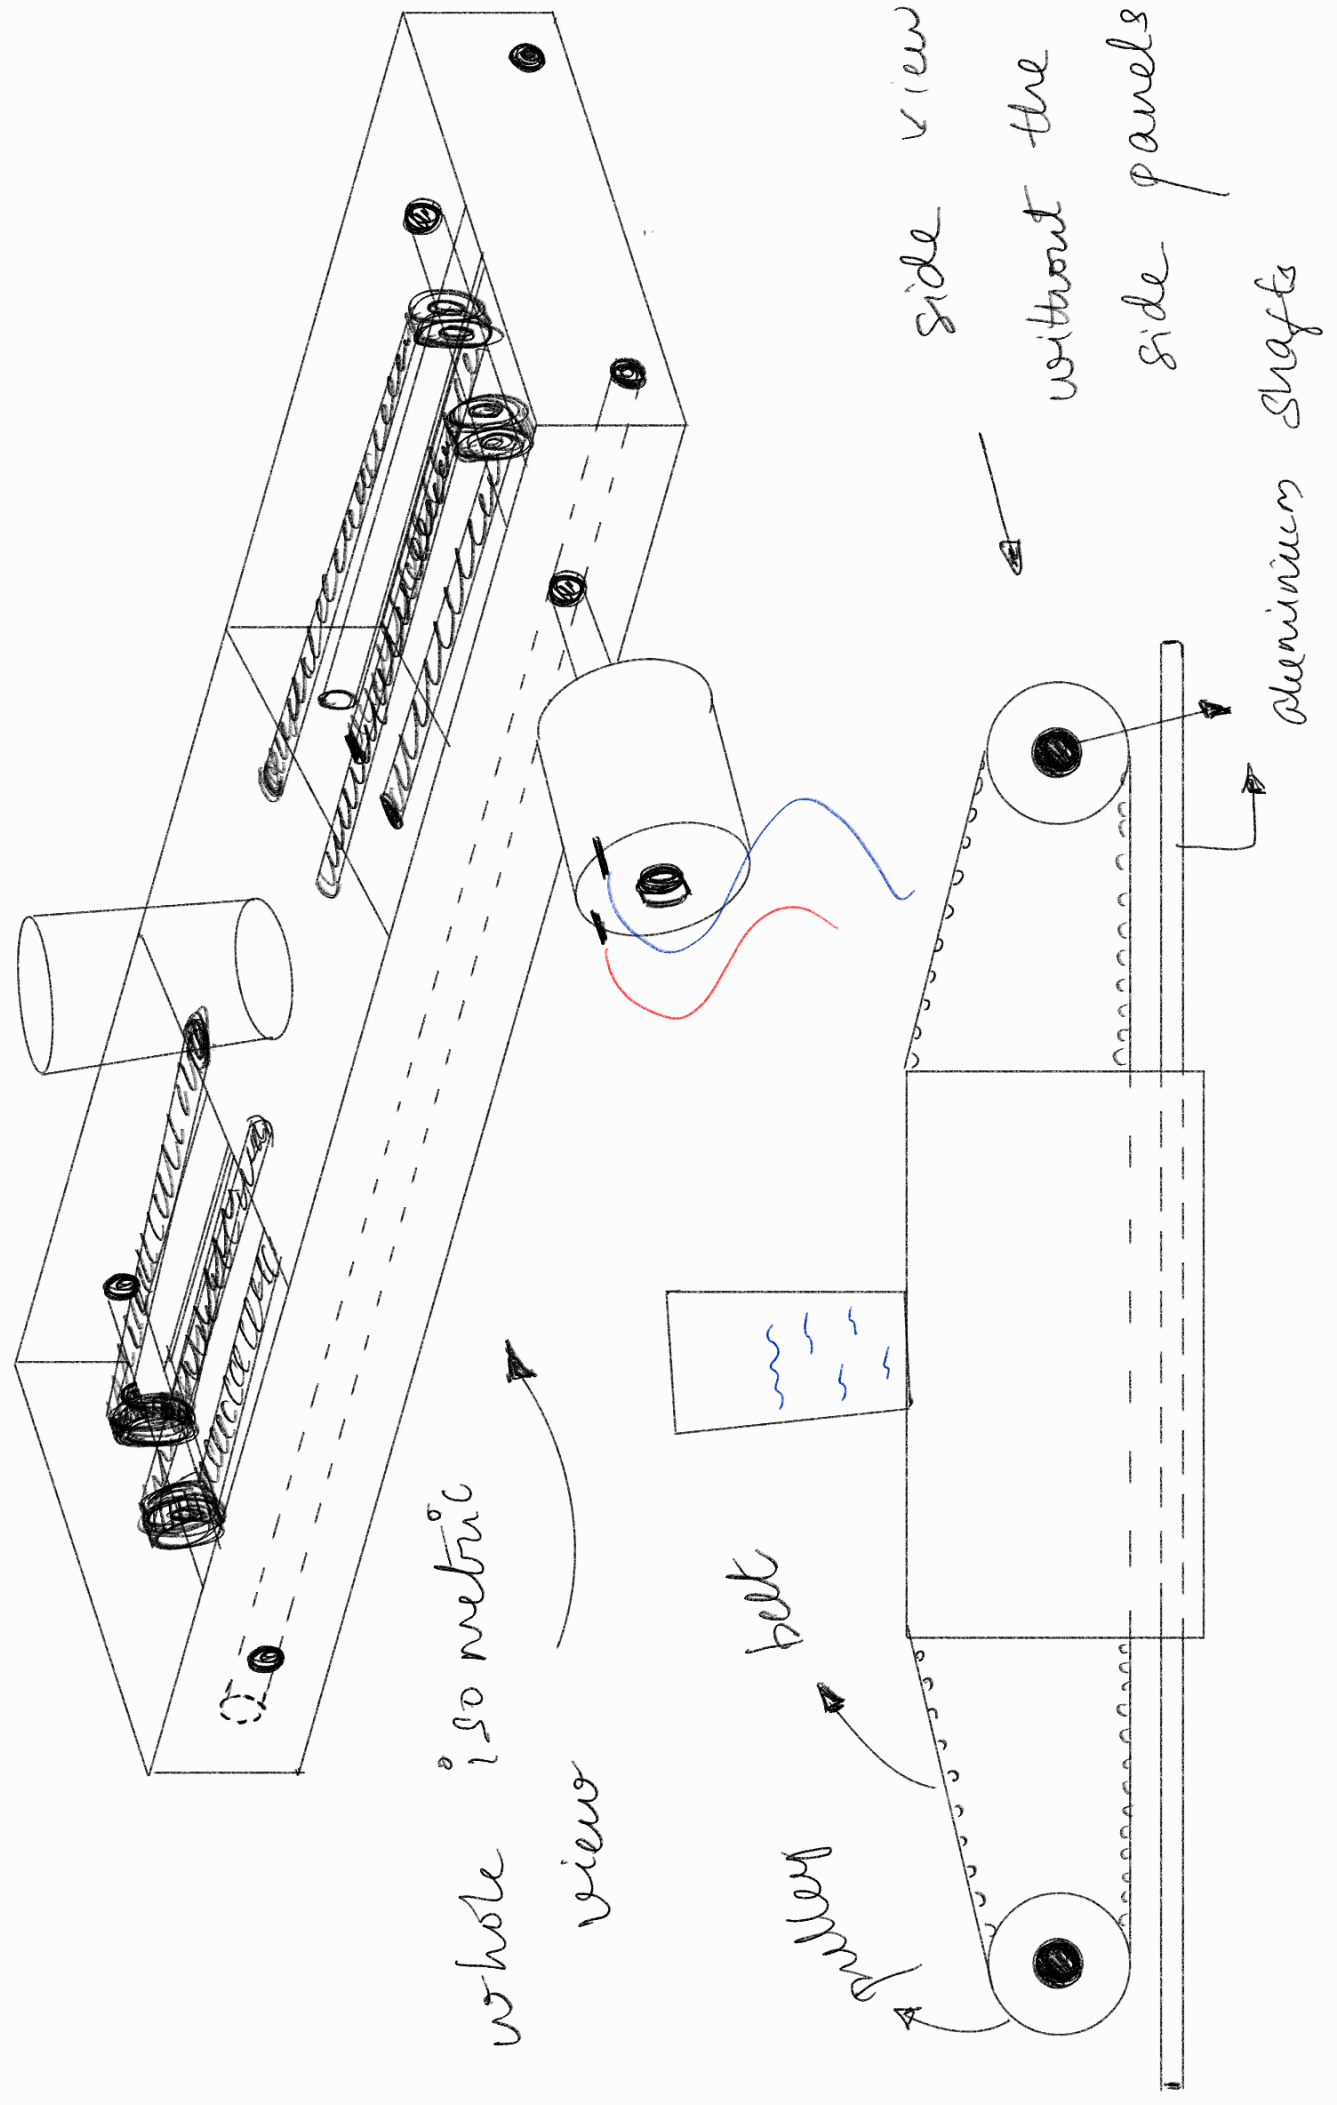 side view
without the
side panels
aluminium shafts
whole isometric
view
belt
pulley